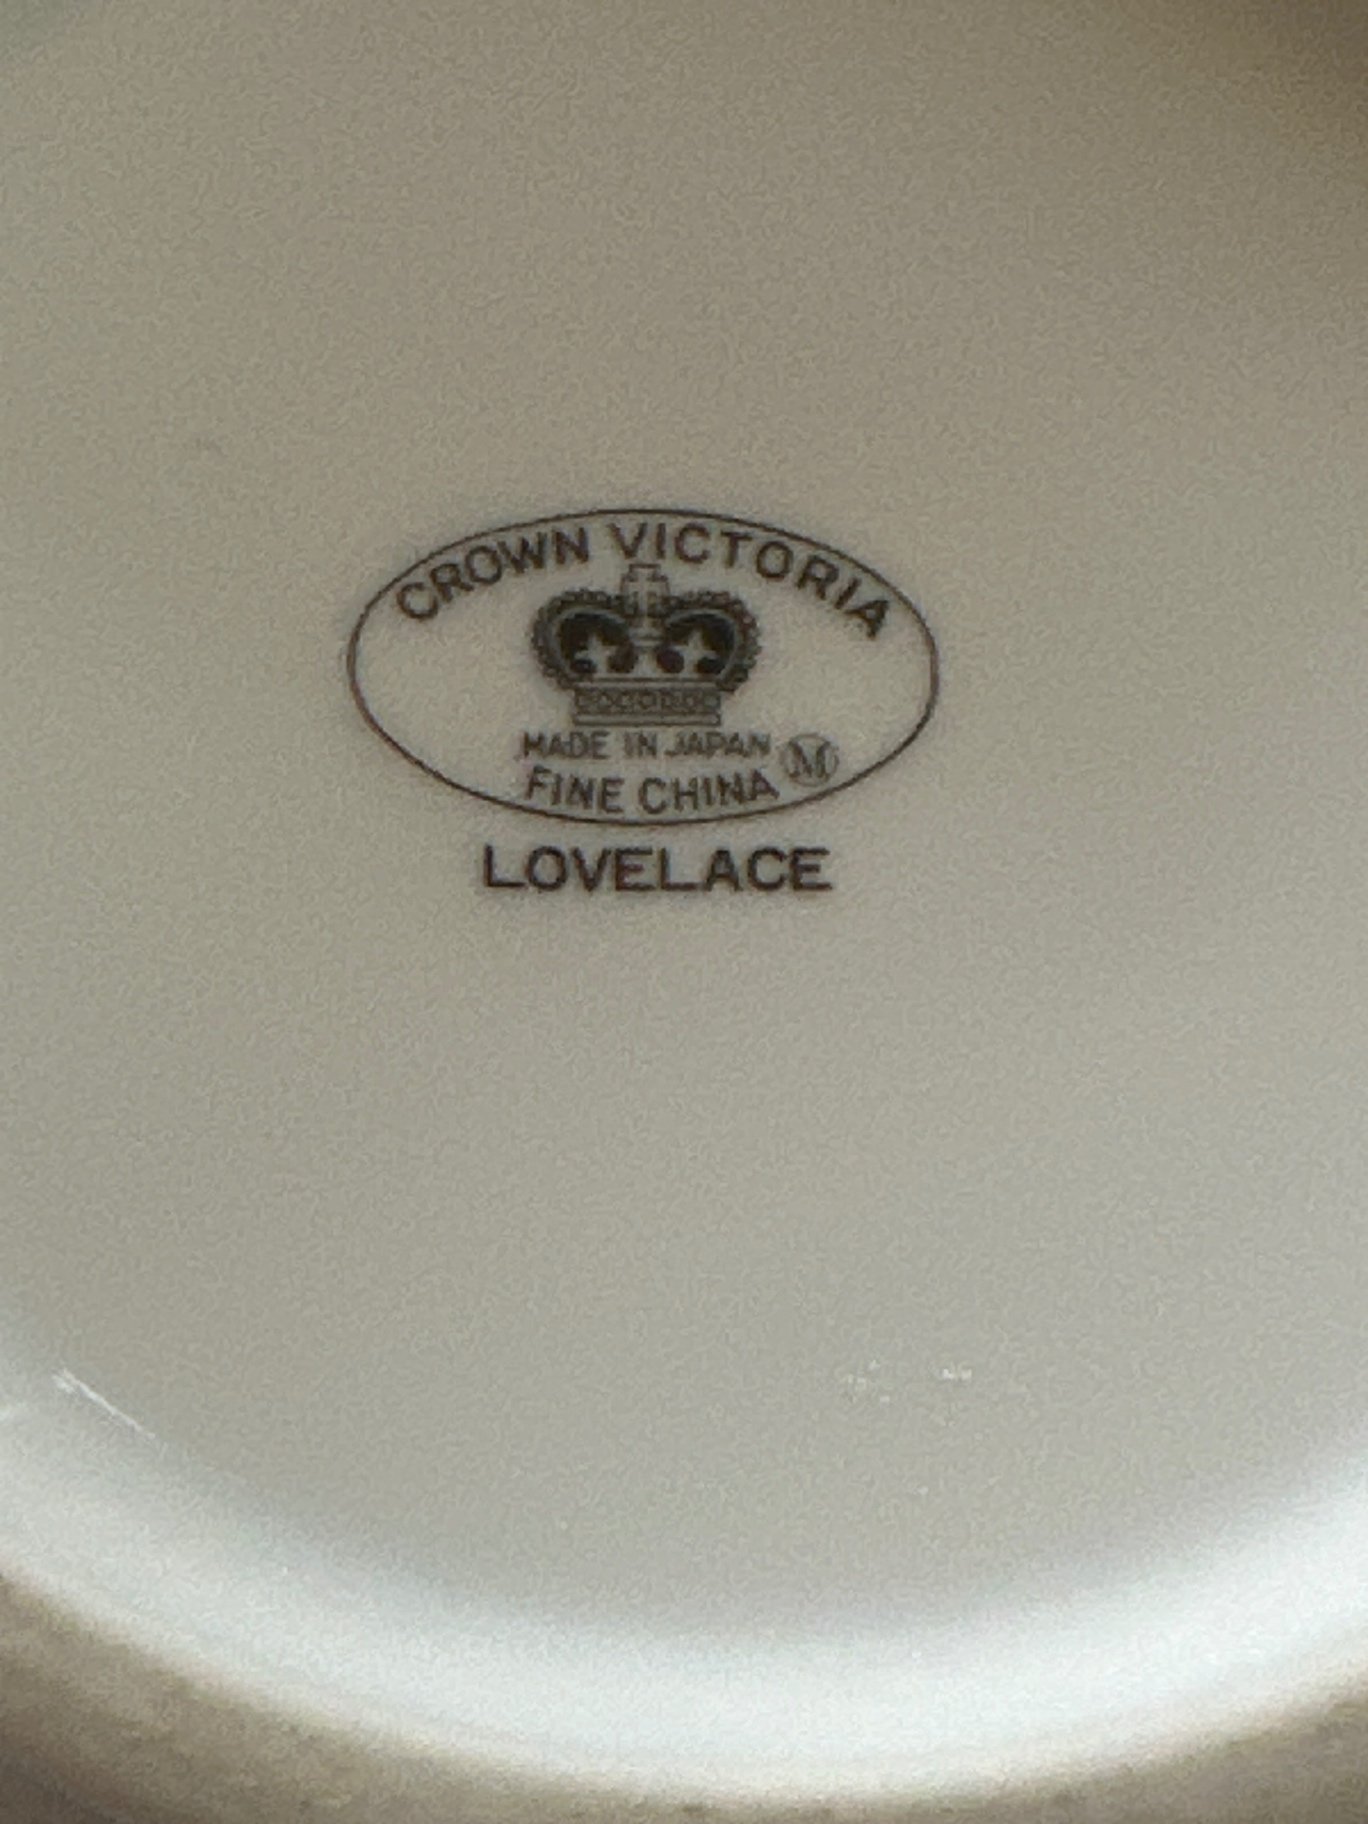 CROWN VICTORIA
MADE IN JAPAN
M
FINE CHINA
LOVELACE